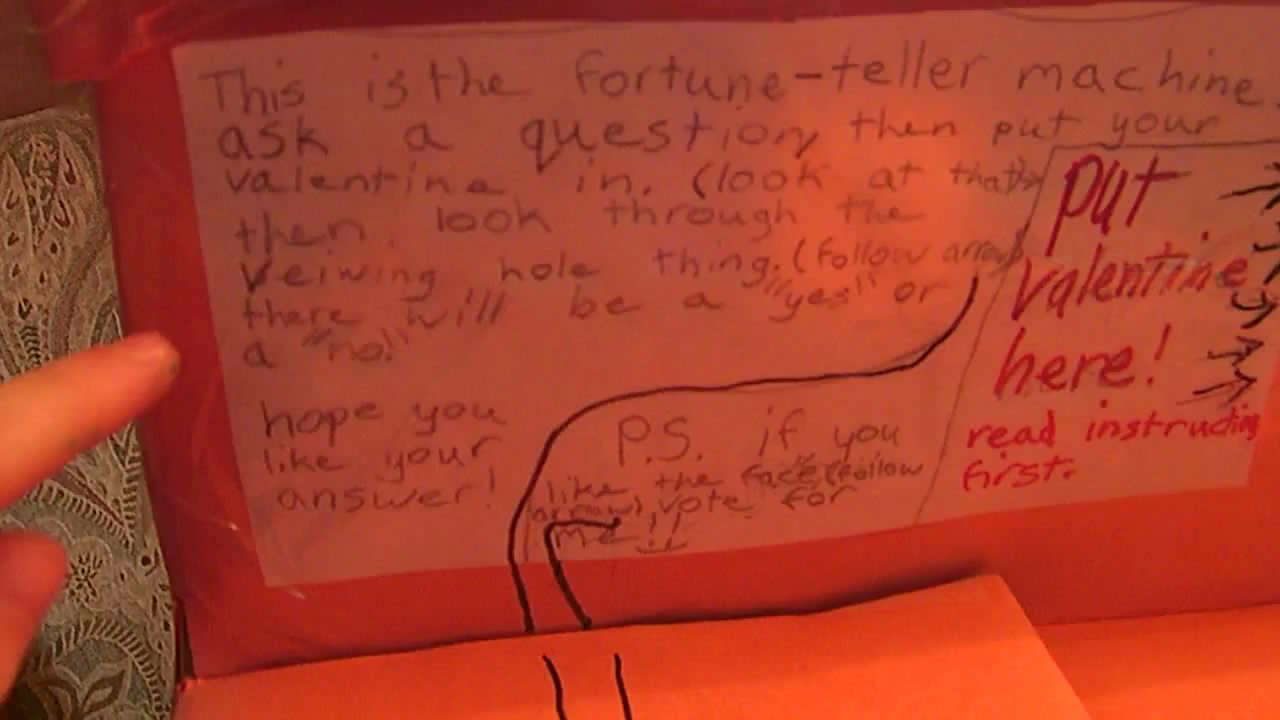 This is the fortune-teller machine.
ask a question, then put your
valentine in. (look at that)
then look through the
veiwing hole thing. (follow arrow)
there will be a "yes" or
a "no!"
hope you
like your
answer!
P.S. if you
like the face (follow
arrow) vote for
me!!
put
valentine
here!
read instructing
first.